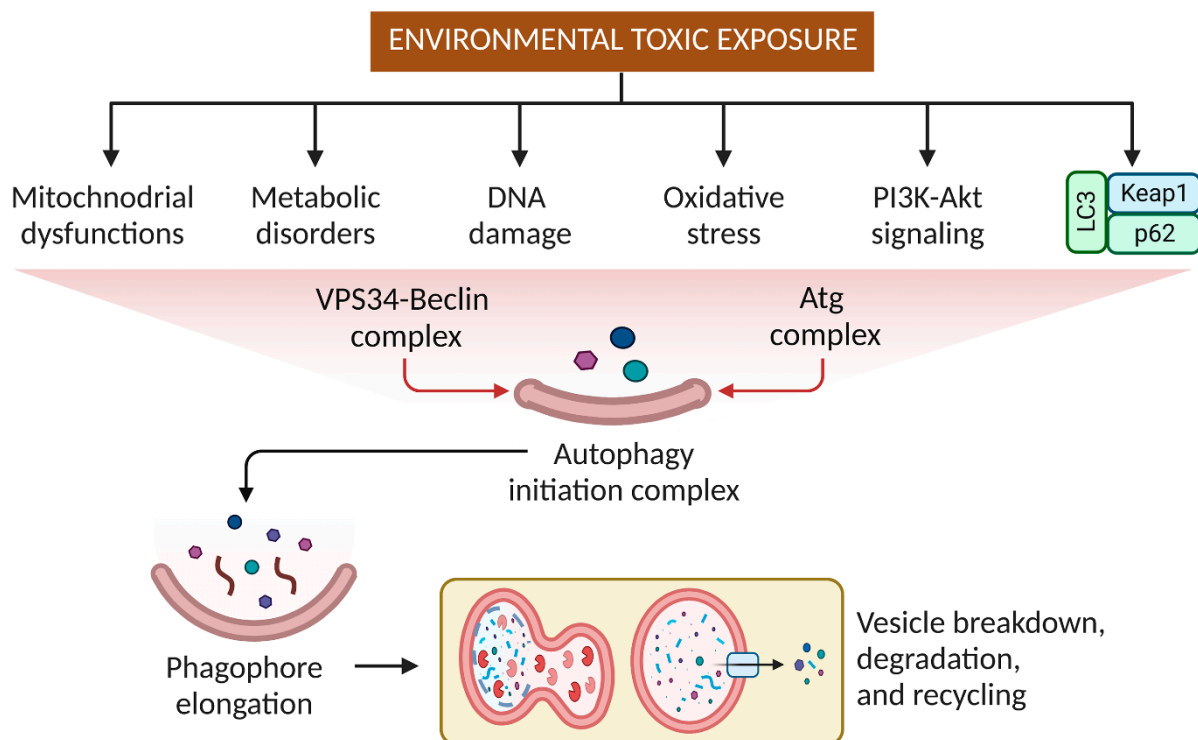 ENVIRONMENTAL TOXIC EXPOSURE
Mitochnodrial
dysfunctions
Metabolic
disorders
DNA
damage
Oxidative
stress
PI3K-Akt
signaling
LC3
Keap1
p62
VPS34-Beclin
complex
Atg
complex
Autophagy
initiation complex
Phagophore
elongation
Vesicle breakdown,
degradation,
and recycling